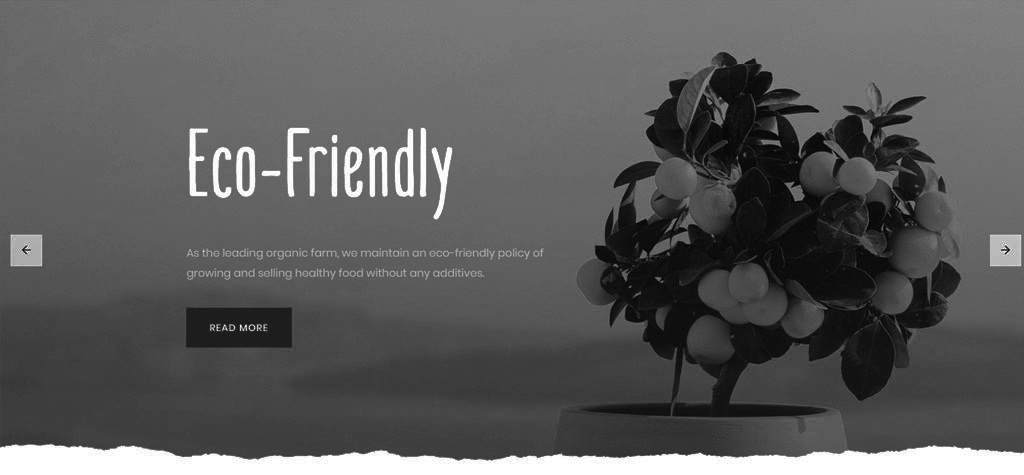 Eco-Friendly
As the leading organic farm, we maintain an eco-friendly policy of
growing and selling healthy food without any additives.
READ MORE